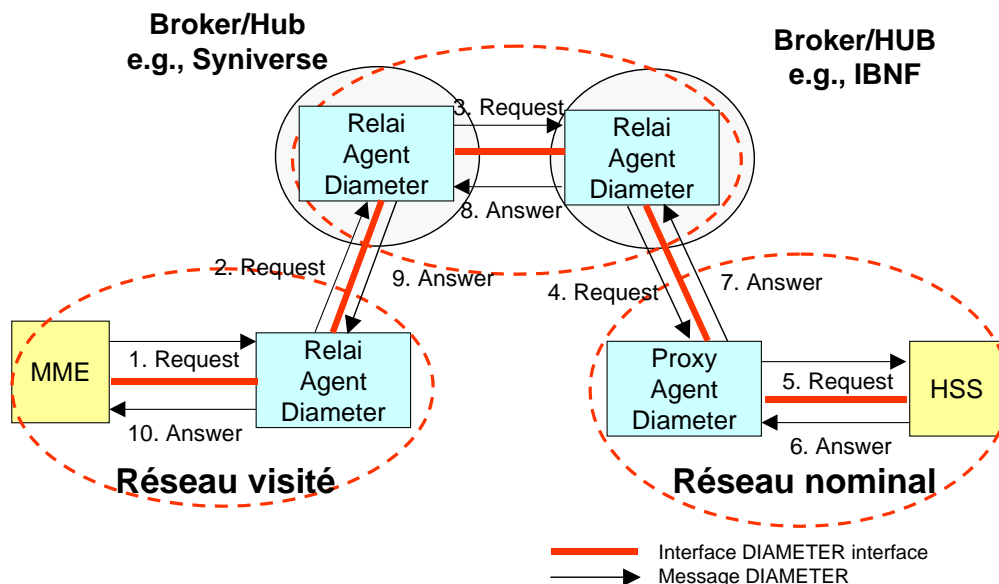 Broker/Hub
e.g., Syniverse
Broker/HUB
e.g., IBNF
3. Request
Relai
Agent
Diameter
Relai
Agent
Diameter
8. Answer
2. Request
9. Answer
4. Request
7. Answer
MME
1. Request
10. Answer
Relai
Agent
Diameter
Proxy
Agent
Diameter
5. Request
6. Answer
HSS
Réseau visité
Réseau nominal
Interface DIAMETER interface
Message DIAMETER